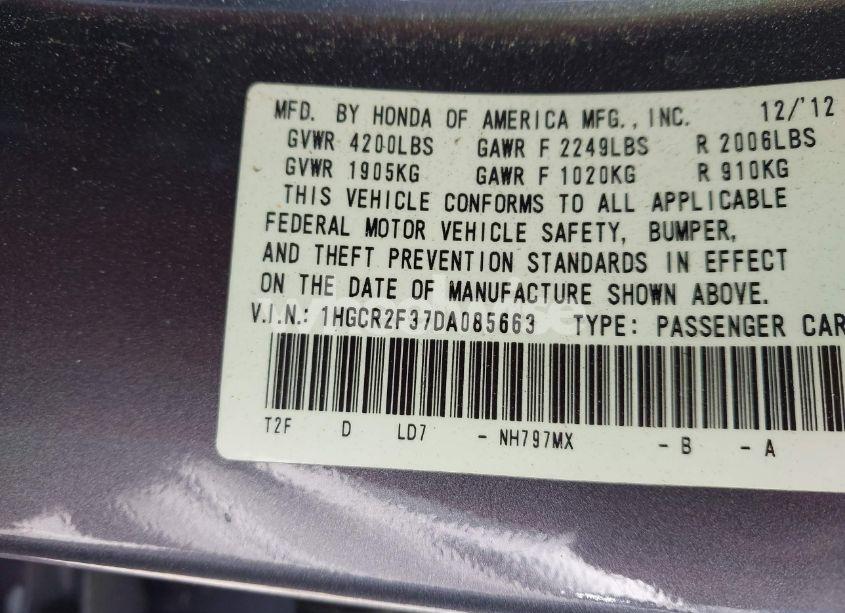 MFD. BY HONDA OF AMERICA MFG., INC. 12/'12
GVWR 4200LBS GAWR F 2249LBS R 2006LBS
GVWR 1905KG GAWR F 1020KG R 910KG
THIS VEHICLE CONFORMS TO ALL APPLICABLE
FEDERAL MOTOR VEHICLE SAFETY, BUMPER,
AND THEFT PREVENTION STANDARDS IN EFFECT
ON THE DATE OF MANUFACTURE SHOWN ABOVE.
V.I.N.: 1HGCR2F37DA085663 TYPE: PASSENGER CAR
T2F D LD7 - NH797MX - B - A